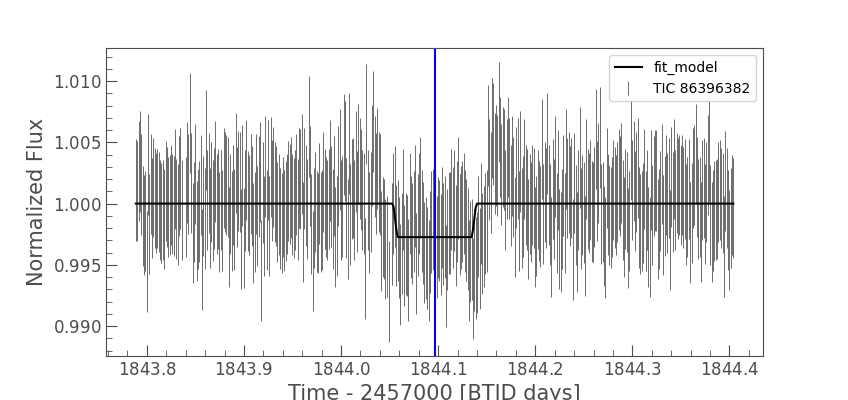 fit_model
TIC 86396382
Normalized Flux
1.010
1.005
1.000
0.995
0.990
1843.8 1843.9 1844.0 1844.1 1844.2 1844.3 1844.4
Time - 2457000 [BTJD days]